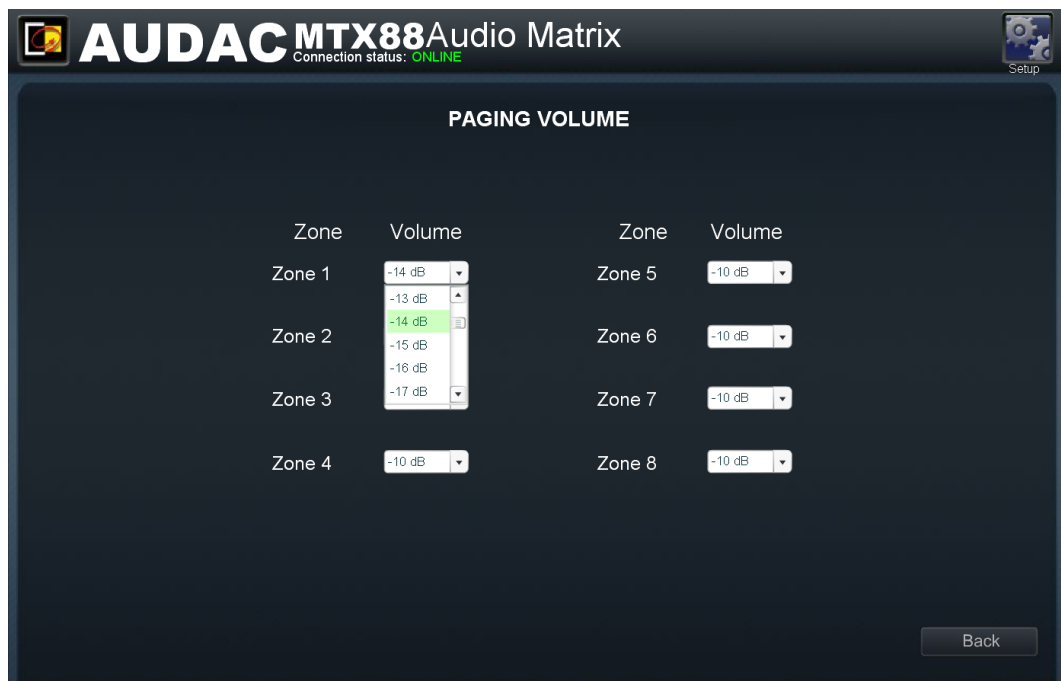 AUDAC MTX88 Audio Matrix
Connection status: ONLINE
Setup
PAGING VOLUME
Zone Volume Zone Volume
Zone 1 -14 dB Zone 5 -10 dB
-13 dB
-14 dB
Zone 2 -15 dB Zone 6 -10 dB
-16 dB
-17 dB
Zone 3 Zone 7 -10 dB
Zone 4 -10 dB Zone 8 -10 dB
Back